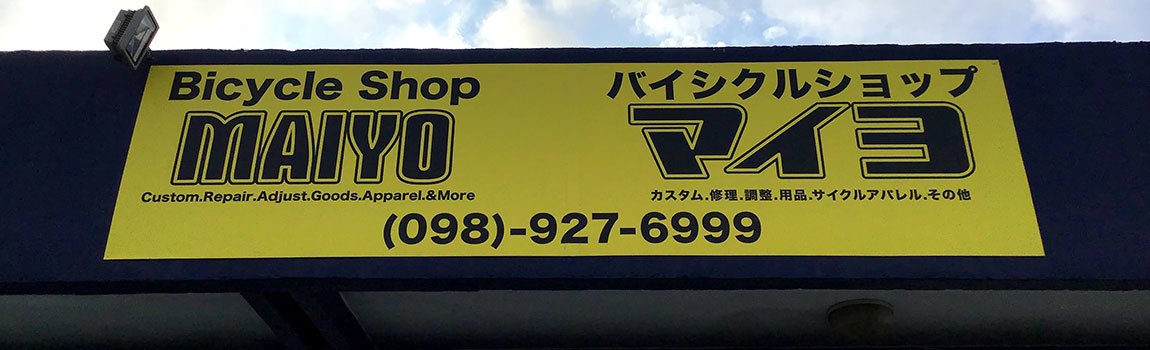 Bicycle Shop
MAIYO
Custom.Repair.Adjust.Goods.Apparel.&More
バイシクルショップ
マイヨ
カスタム.修理.調整.用品.サイクルアパレル.その他
(098)-927-6999